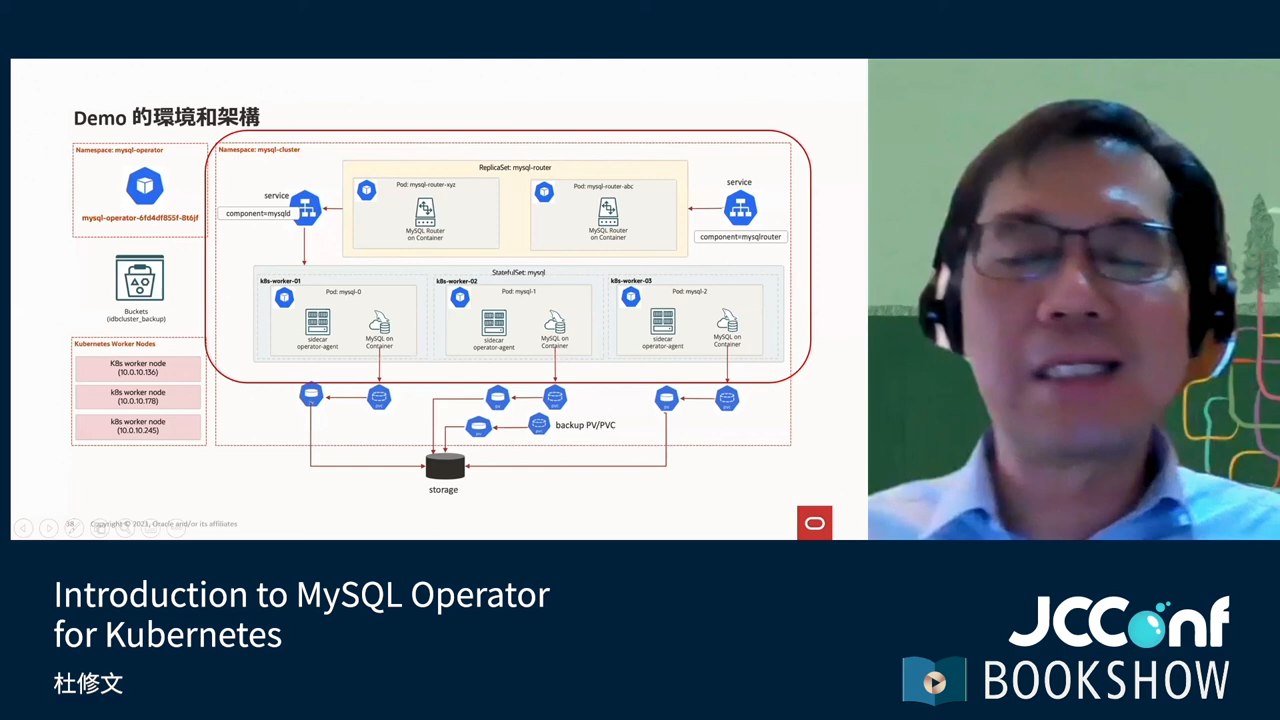 Demo 的環境和架構
Namespace: mysql-operator
mysql-operator-6fd4df855f-8t6jf
Buckets
(idbcluster_backup)
Kubernetes Worker Nodes
K8s worker node
(10.0.10.136)
k8s worker node
(10.0.10.178)
k8s worker node
(10.0.10.245)
Namespace: mysql-cluster
service
component=mysqld
ReplicaSet: mysql-router
Pod: mysql-router-xyz
MySQL Router
on Container
Pod: mysql-router-abc
MySQL Router
on Container
service
component=mysqlrouter
StatefulSet: mysql
k8s-worker-01
Pod: mysql-0
sidecar
operator-agent
MySQL on
Container
k8s-worker-02
Pod: mysql-1
sidecar
operator-agent
MySQL on
Container
k8s-worker-03
Pod: mysql-2
sidecar
operator-agent
MySQL on
Container
backup PV/PVC
storage
38 Copyright © 2023, Oracle and/or its affiliates
Introduction to MySQL Operator
for Kubernetes
杜修文
JCConf
BOOKSHOW